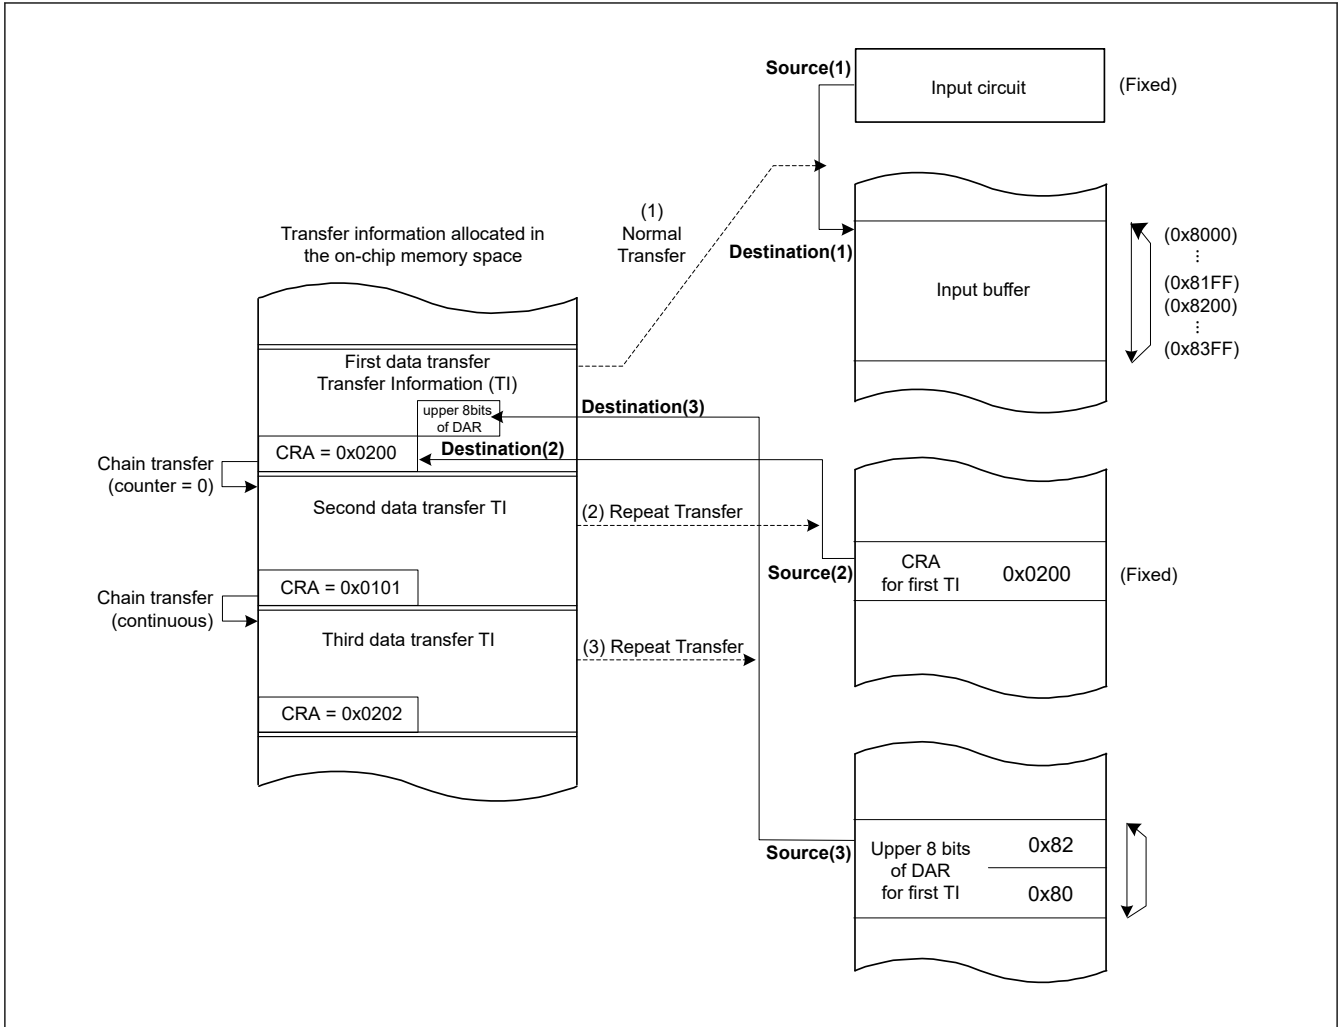 Source(1)
Input circuit
(Fixed)
(1)
Normal
Transfer
Destination(1)
Input buffer
(0x8000)
⋮
(0x81FF)
(0x8200)
⋮
(0x83FF)
Transfer information allocated in
the on-chip memory space
First data transfer
Transfer Information (TI)
upper 8bits
of DAR
Destination(3)
CRA = 0x0200
Destination(2)
Chain transfer
(counter = 0)
Second data transfer TI
(2) Repeat Transfer
Source(2)
CRA
for first TI
0x0200
(Fixed)
CRA = 0x0101
Chain transfer
(continuous)
Third data transfer TI
(3) Repeat Transfer
CRA = 0x0202
Source(3)
Upper 8 bits
of DAR
for first TI
0x82
0x80